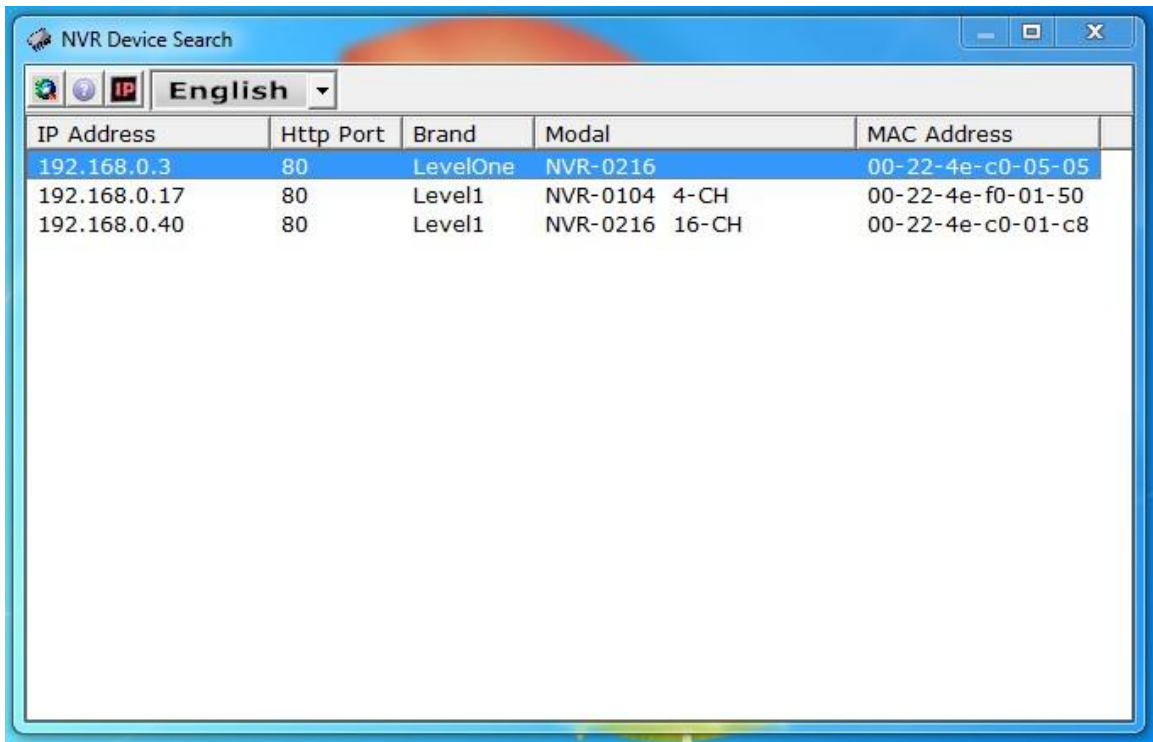 NVR Device Search
IP English
IP Address Http Port Brand Modal MAC Address
192.168.0.3 80 LevelOne NVR-0216 00-22-4e-c0-05-05
192.168.0.17 80 Level1 NVR-0104 4-CH 00-22-4e-f0-01-50
192.168.0.40 80 Level1 NVR-0216 16-CH 00-22-4e-c0-01-c8